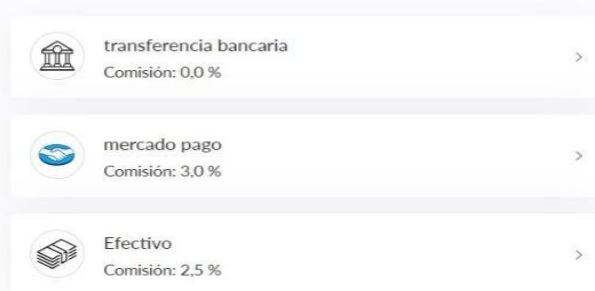 transferencia bancaria
Comisión: 0,0 %
mercado pago
Comisión: 3,0 %
Efectivo
Comisión: 2,5 %